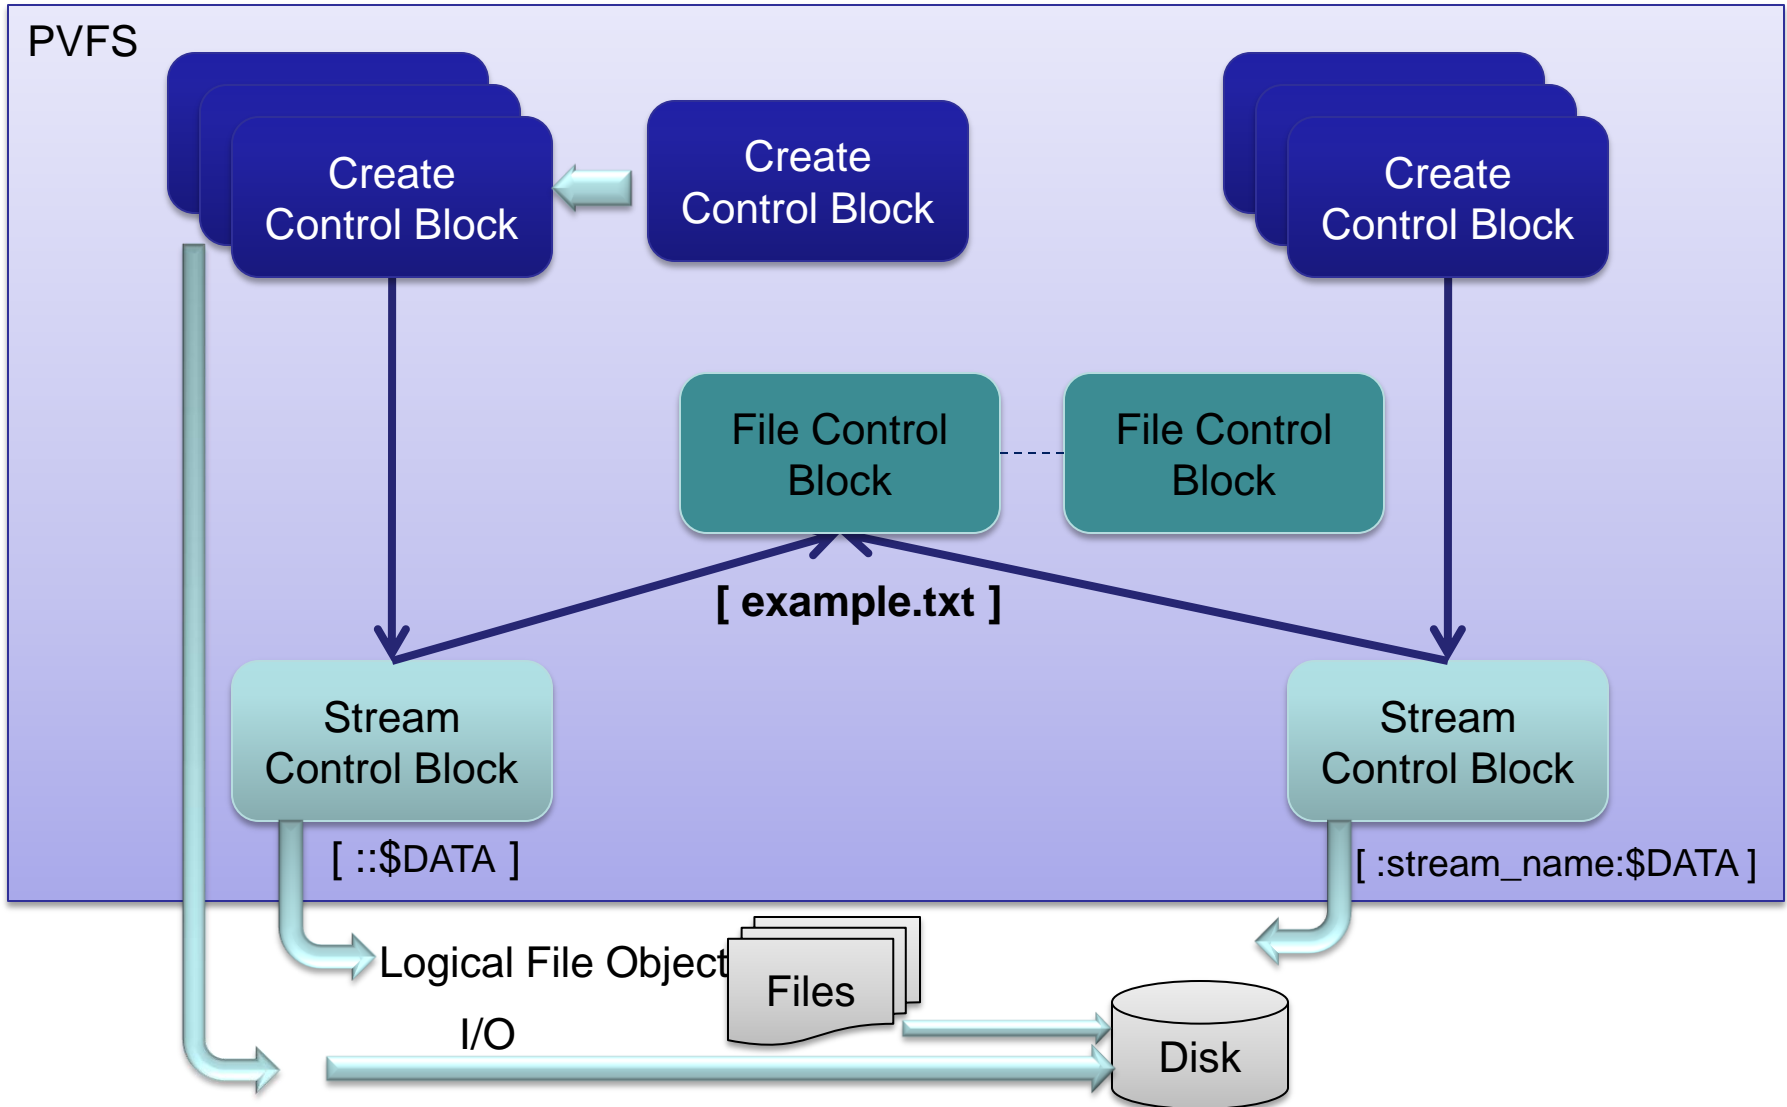 PVFS
Create
Control Block
Create
Control Block
Create
Control Block
File Control
Block
File Control
Block
[ example.txt ]
Stream
Control Block
Stream
Control Block
[ ::$DATA ]
[ :stream_name:$DATA ]
Logical File Object
Files
I/O
Disk